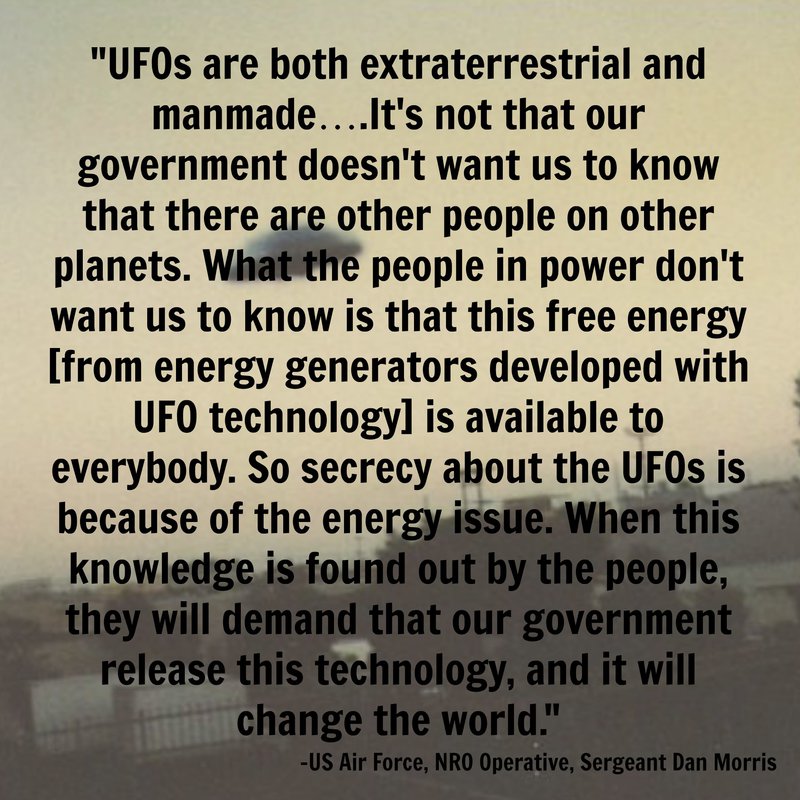 "UFOs are both extraterrestrial and
manmade....It's not that our
government doesn't want us to know
that there are other people on other
planets. What the people in power don't
want us to know is that this free energy
[from energy generators developed with
UFO technology] is available to
everybody. So secrecy about the UFOs is
because of the energy issue. When this
knowledge is found out by the people,
they will demand that our government
release this technology, and it will
change the world."
-US Air Force, NRO Operative, Sergeant Dan Morris